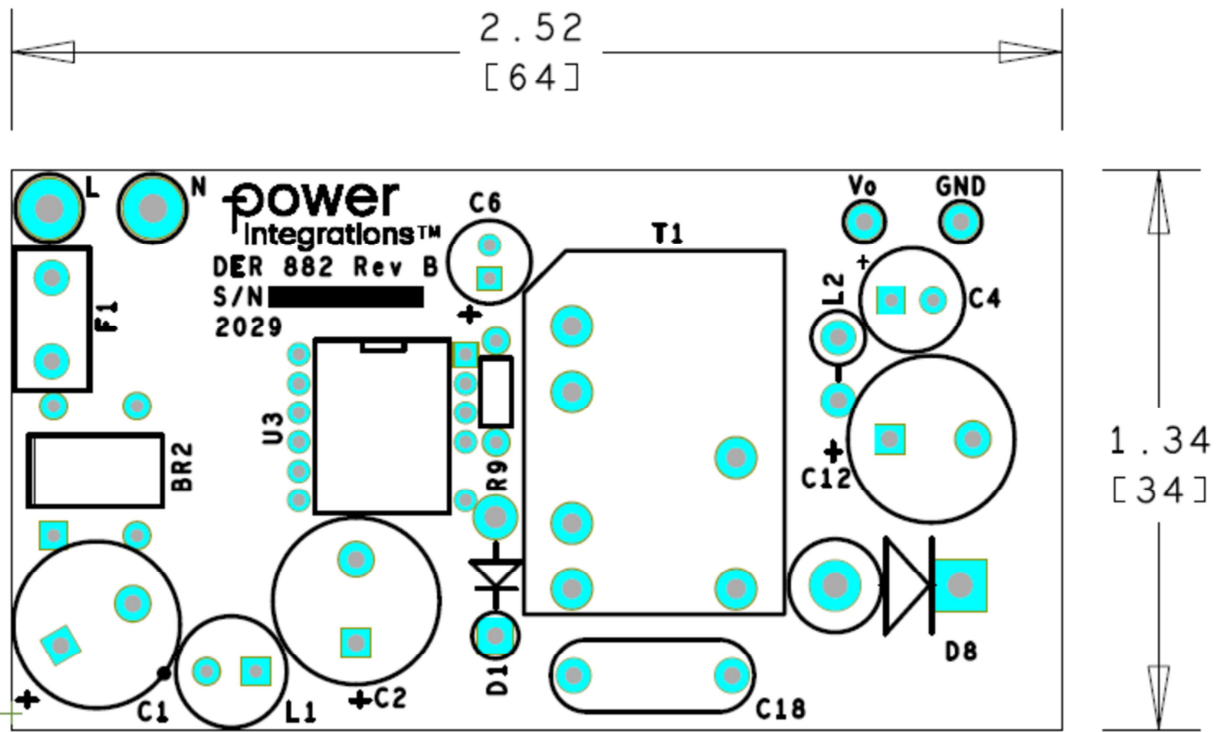 2.52
[64]
L
N
power
integrations™
DER 882 Rev B
S/N
2029
C6
+
T1
Vo
GND
+
C4
L2
F1
U3
R9
BR2
+
C12
1.34
[34]
D8
D1
C18
+
C1
L1
+
C2